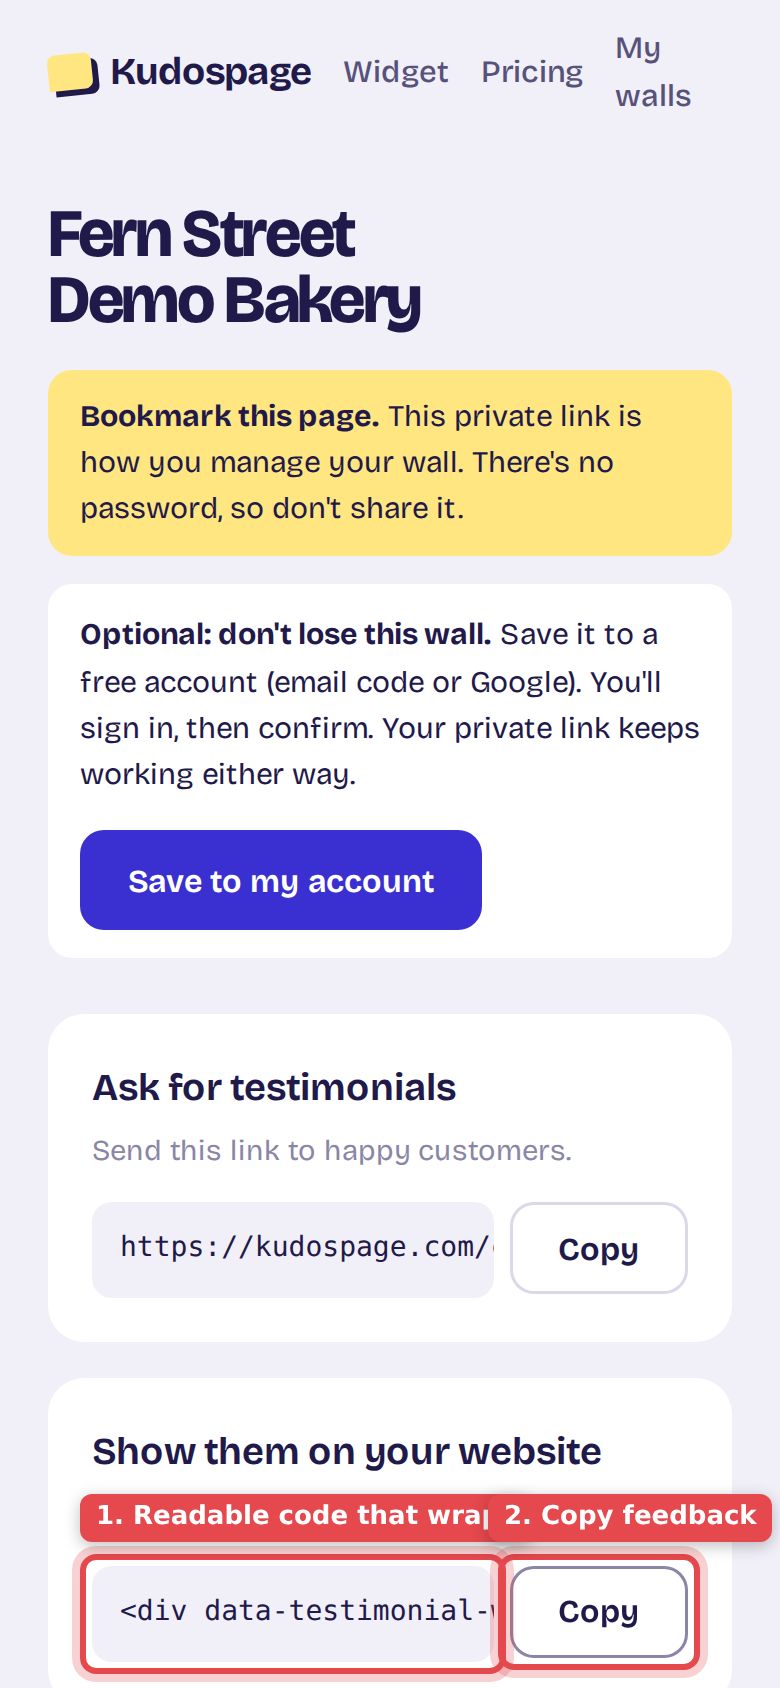 Kudospage Widget Pricing My walls
Fern Street
Demo Bakery
Bookmark this page. This private link is
how you manage your wall. There's no
password, so don't share it.
Optional: don't lose this wall. Save it to a
free account (email code or Google). You'll
sign in, then confirm. Your private link keeps
working either way.
Save to my account
Ask for testimonials
Send this link to happy customers.
https://kudospage.com/ Copy
Show them on your website
1. Readable code that wrap 2. Copy feedback
<div data-testimonial- Copy